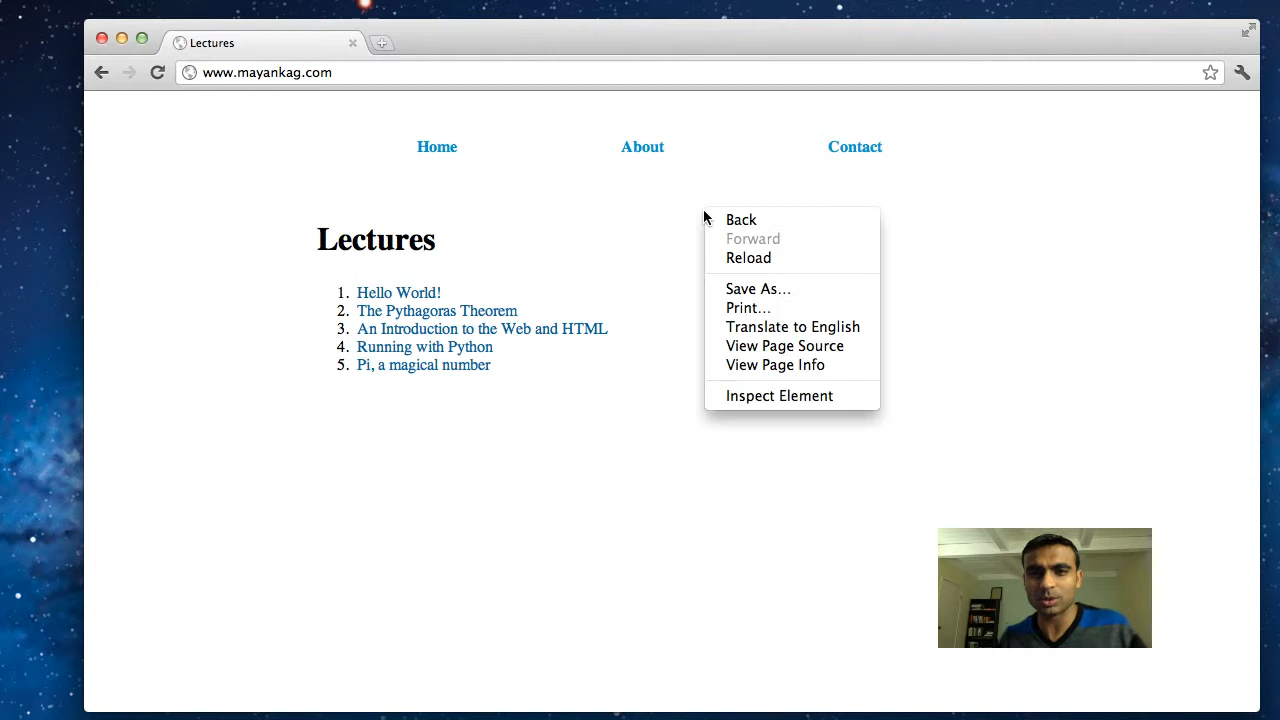 Lectures
www.mayankag.com
Home About Contact
Lectures
1. Hello World!
2. The Pythagoras Theorem
3. An Introduction to the Web and HTML
4. Running with Python
5. Pi, a magical number
Back
Forward
Reload
Save As...
Print...
Translate to English
View Page Source
View Page Info
Inspect Element